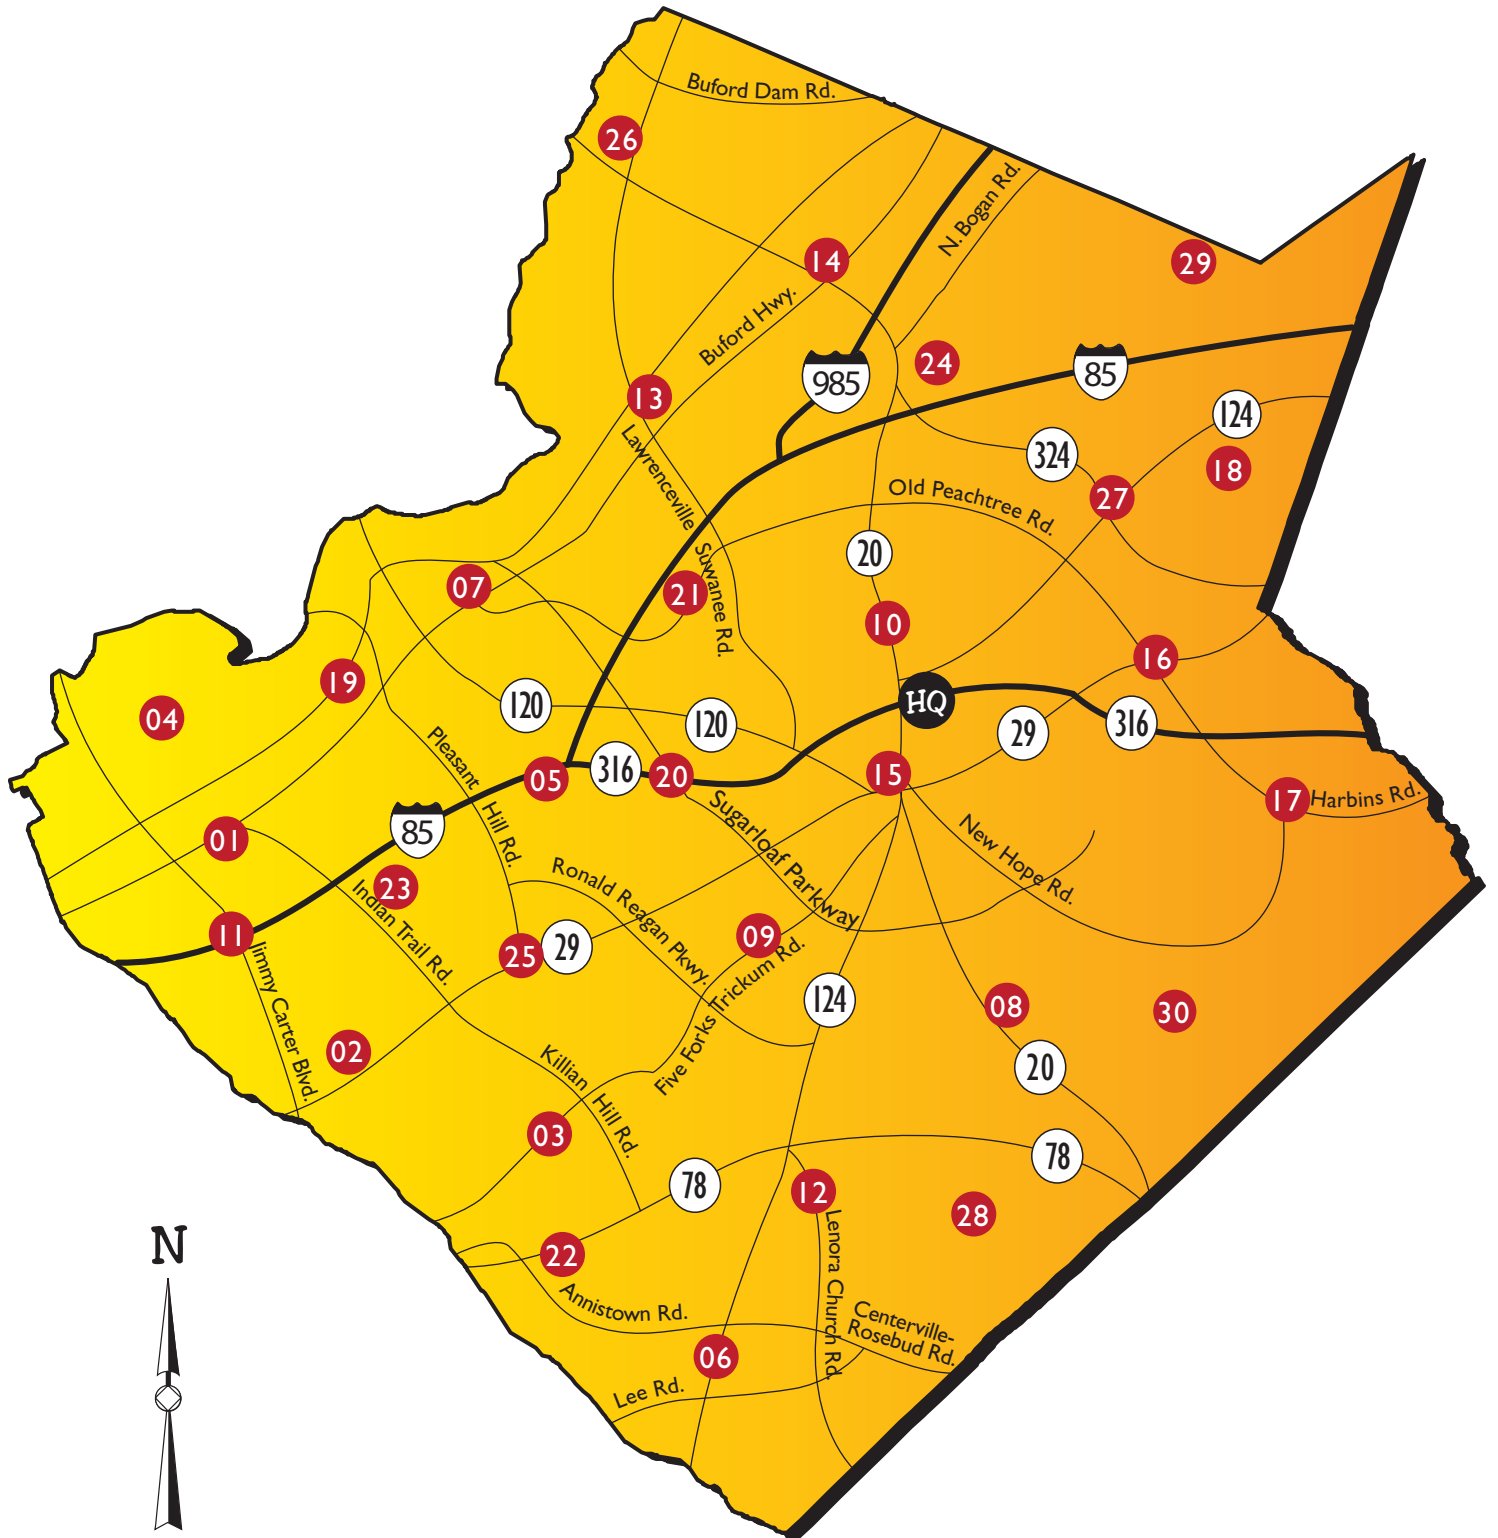 Buford Dam Rd.
26
N. Bogan Rd.
14
29
Buford Hwy.
985
24
85
13
124
Lawrenceville
Suwanee Rd.
324
18
27
Old Peachtree Rd.
20
07
21
10
16
19
04
120
120
HQ
29
316
Pleasant
Hill Rd.
05
316
20
15
17
Harbins Rd.
Sugarloaf Parkway
New Hope Rd.
85
01
23
Indian Trail Rd.
Ronald Reagan Pkwy.
11
25
29
09
Five Forks Trickum Rd.
Jimmy Carter Blvd.
124
08
30
02
20
Killian
Hill Rd.
03
78
78
12
28
22
Lenora Church Rd.
Annistown Rd.
Centerville-
Rosebud Rd.
06
Lee Rd.
N